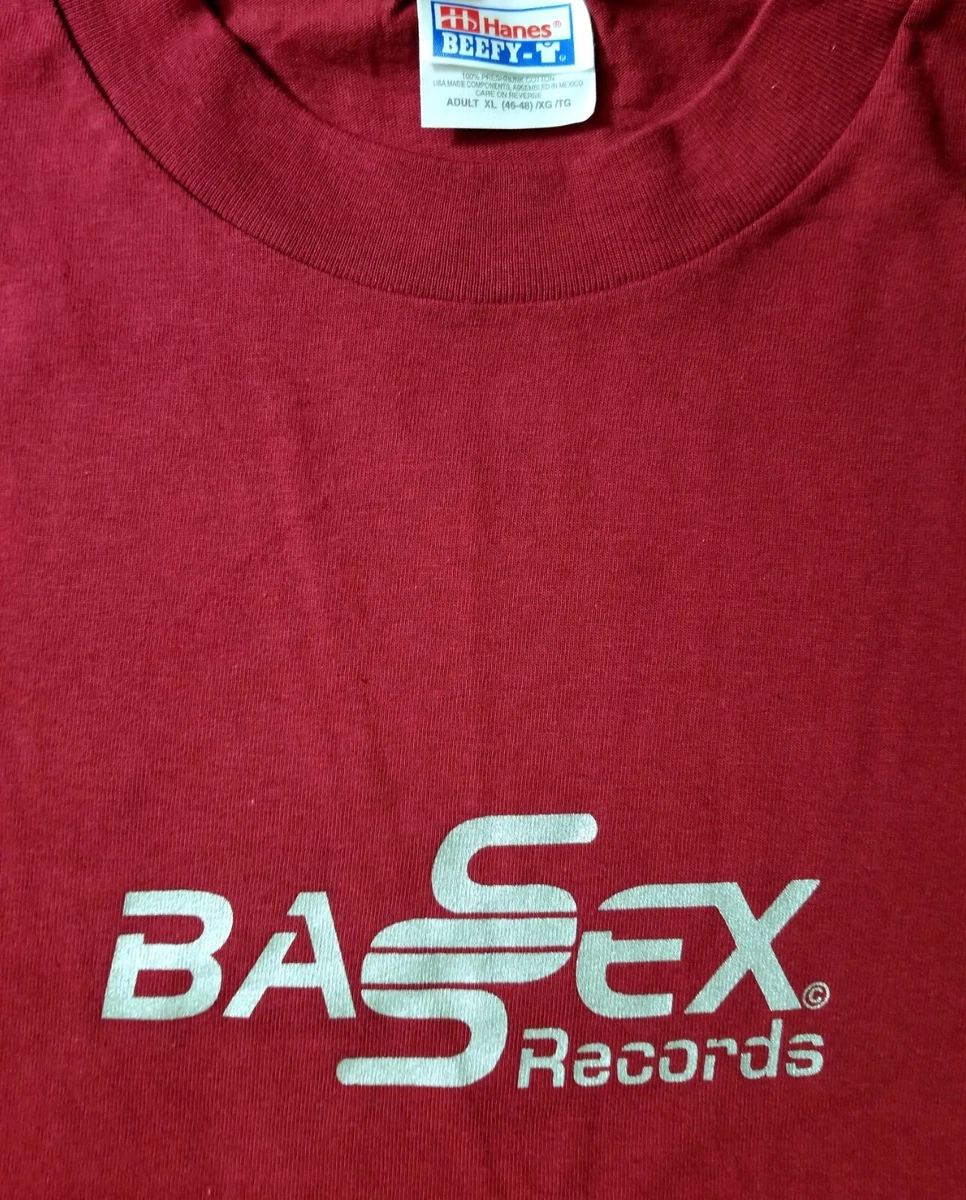 Hanes®
BEEFY-T®
100% PRESHRUNK COTTON
USA MADE COMPONENTS, ASSEMBLED IN MEXICO
CARE ON REVERSE
ADULT XL (46-48) /XG /TG
BASSEX©
Records